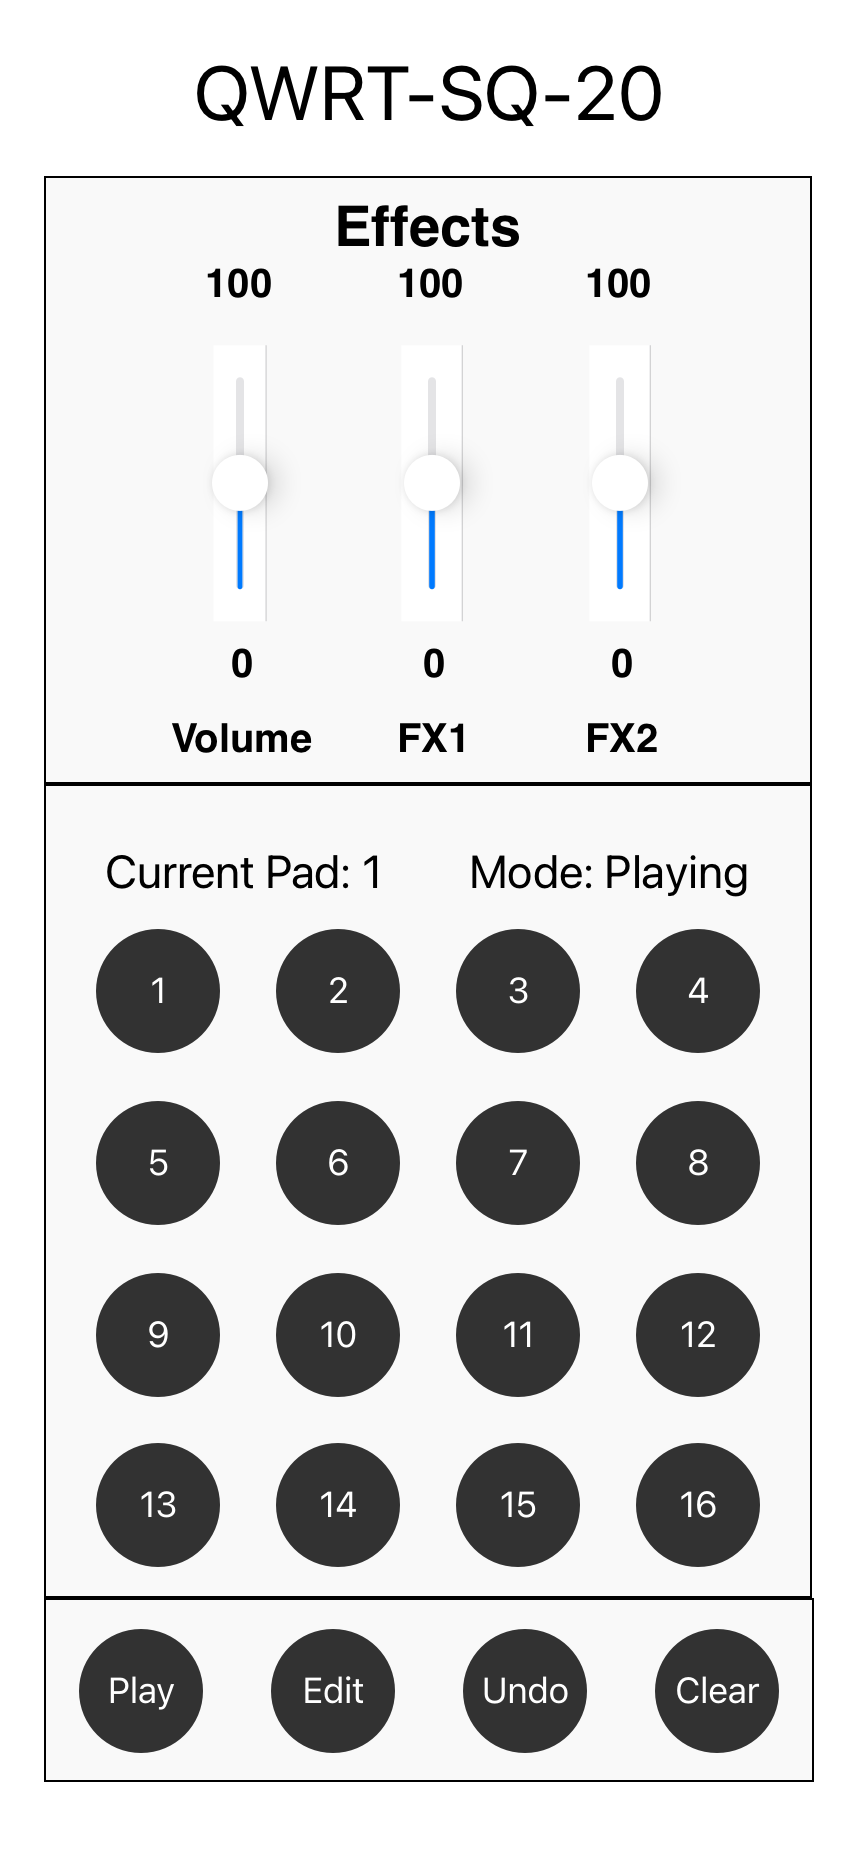 QWRT-SQ-20
Effects
100 100 100
0 0 0
Volume FX1 FX2
Current Pad: 1 Mode: Playing
1 2 3 4
5 6 7 8
9 10 11 12
13 14 15 16
Play Edit Undo Clear